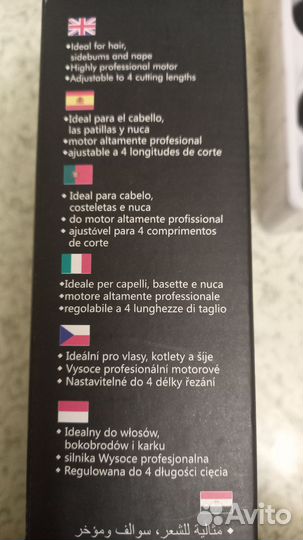 •Ideal for hair,
sidebums and nape
•Highly professional motor
•Adjustable to 4 cutting lengths
•Ideal para el cabello,
las patillas y nuca
•motor altamente profesional
•ajustable a 4 longitudes de corte
• Ideal para cabelo,
costeletas e nuca
• do motor altamente profissional
• ajustóvel para 4 comprimentos
de corte
•Ideale per capelli, basette e nuca
•motore altamente professionale
•regolabile a 4 lunghezze di taglio
• Ideální pro vlasy, kotlety a šíje
• Vysoce profesionální motorové
• Nastavitelné do 4 délky řezání
• Idealny do włosów,
bokobrodów i karku
• silnika Wysoce profesjonalna
• Regulowana do 4 długości cięcia
• مثالية للشعر، سوالف ومؤخر
Avito